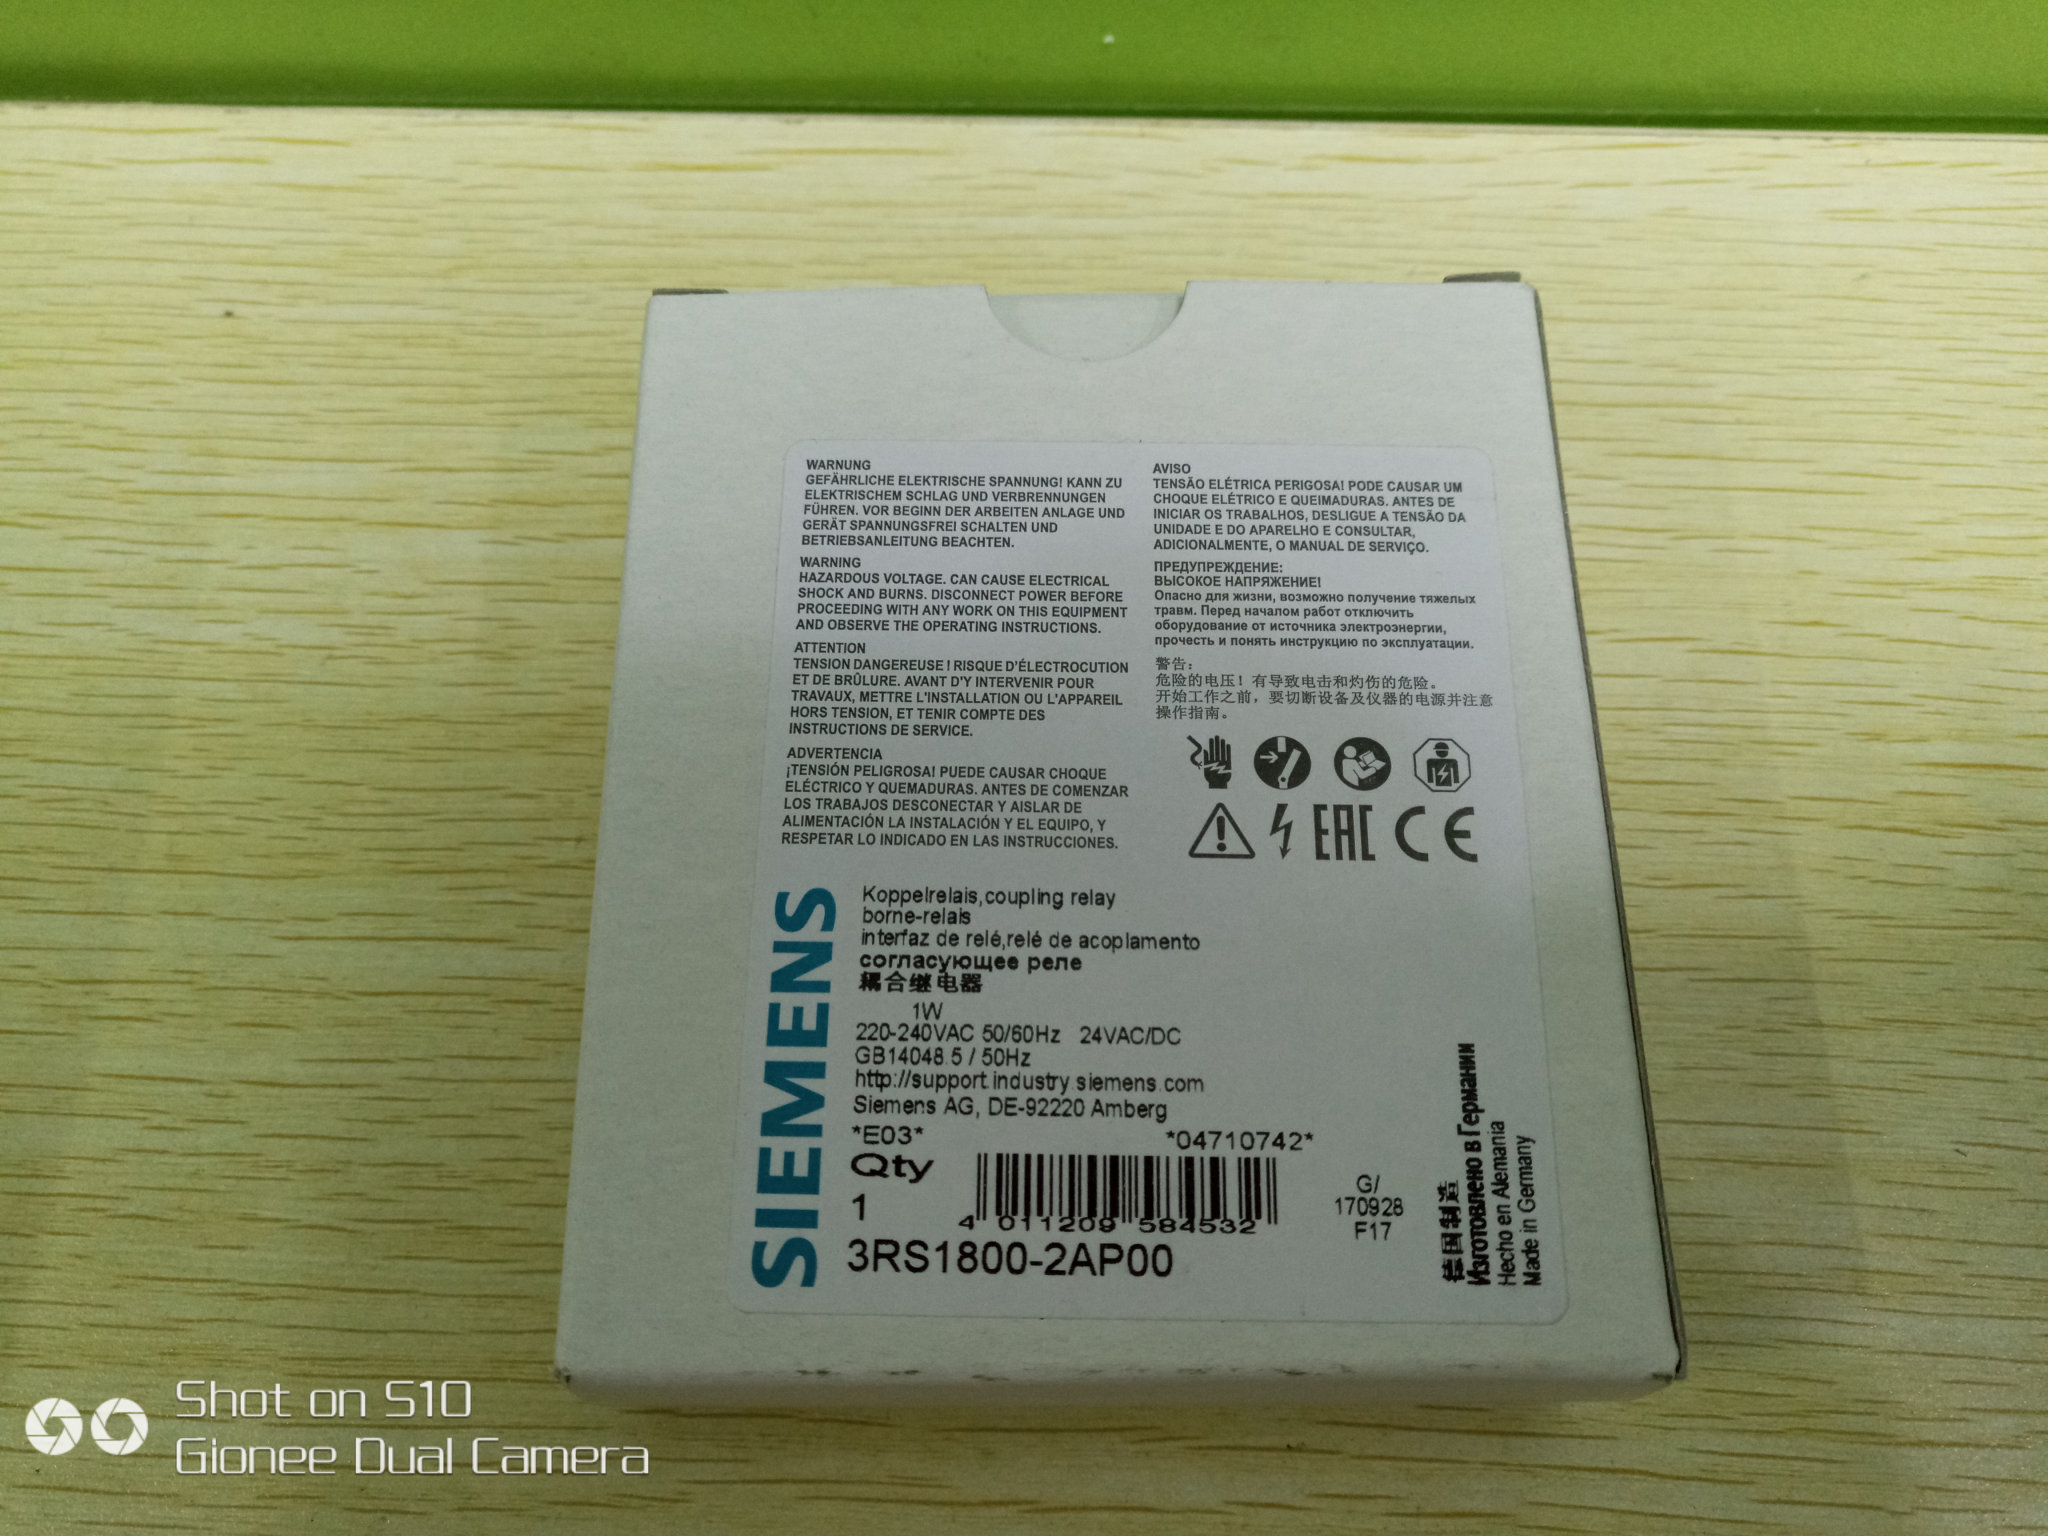 WARNUNG
GEFÄHRLICHE ELEKTRISCHE SPANNUNG! KANN ZU
ELEKTRISCHEM SCHLAG UND VERBRENNUNGEN
FÜHREN. VOR BEGINN DER ARBEITEN ANLAGE UND
GERÄT SPANNUNGSFREI SCHALTEN UND
BETRIEBSANLEITUNG BEACHTEN.
WARNING
HAZARDOUS VOLTAGE. CAN CAUSE ELECTRICAL
SHOCK AND BURNS. DISCONNECT POWER BEFORE
PROCEEDING WITH ANY WORK ON THIS EQUIPMENT
AND OBSERVE THE OPERATING INSTRUCTIONS.
ATTENTION
TENSION DANGEREUSE ! RISQUE D'ÉLECTROCUTION
ET DE BRÛLURE. AVANT D'Y INTERVENIR POUR
TRAVAUX, METTRE L'INSTALLATION OU L'APPAREIL
HORS TENSION, ET TENIR COMPTE DES
INSTRUCTIONS DE SERVICE.
ADVERTENCIA
¡TENSIÓN PELIGROSA! PUEDE CAUSAR CHOQUE
ELÉCTRICO Y QUEMADURAS. ANTES DE COMENZAR
LOS TRABAJOS DESCONECTAR Y AISLAR DE
ALIMENTACIÓN LA INSTALACIÓN Y EL EQUIPO, Y
RESPETAR LO INDICADO EN LAS INSTRUCCIONES.
AVISO
TENSÃO ELÉTRICA PERIGOSA! PODE CAUSAR UM
CHOQUE ELÉTRICO E QUEIMADURAS. ANTES DE
INICIAR OS TRABALHOS, DESLIGUE A TENSÃO DA
UNIDADE E DO APARELHO E CONSULTAR,
ADICIONALMENTE, O MANUAL DE SERVIÇO.
ПРЕДУПРЕЖДЕНИЕ:
ВЫСОКОЕ НАПРЯЖЕНИЕ!
Опасно для жизни, возможно получение тяжелых
травм. Перед началом работ отключить
оборудование от источника электроэнергии,
прочесть и понять инструкцию по эксплуатации.
警告：
危险的电压！有导致电击和灼伤的危险。
开始工作之前，要切断设备及仪器的电源并注意
操作指南。
EAC CE
SIEMENS
Koppelrelais,coupling relay
borne-relais
interfaz de relé,relé de acoplamento
согласующее реле
耦合继电器
1W
220-240VAC 50/60Hz 24VAC/DC
GB14048.5 / 50Hz
http://support.industry.siemens.com
Siemens AG, DE-92220 Amberg
*E03* *04710742*
Qty
1
4 011209 584532
3RS1800-2AP00
G/
170928
F17
德国制造
Изготовлено в Германии
Hecho en Alemania
Made in Germany
Shot on S10
Gionee Dual Camera